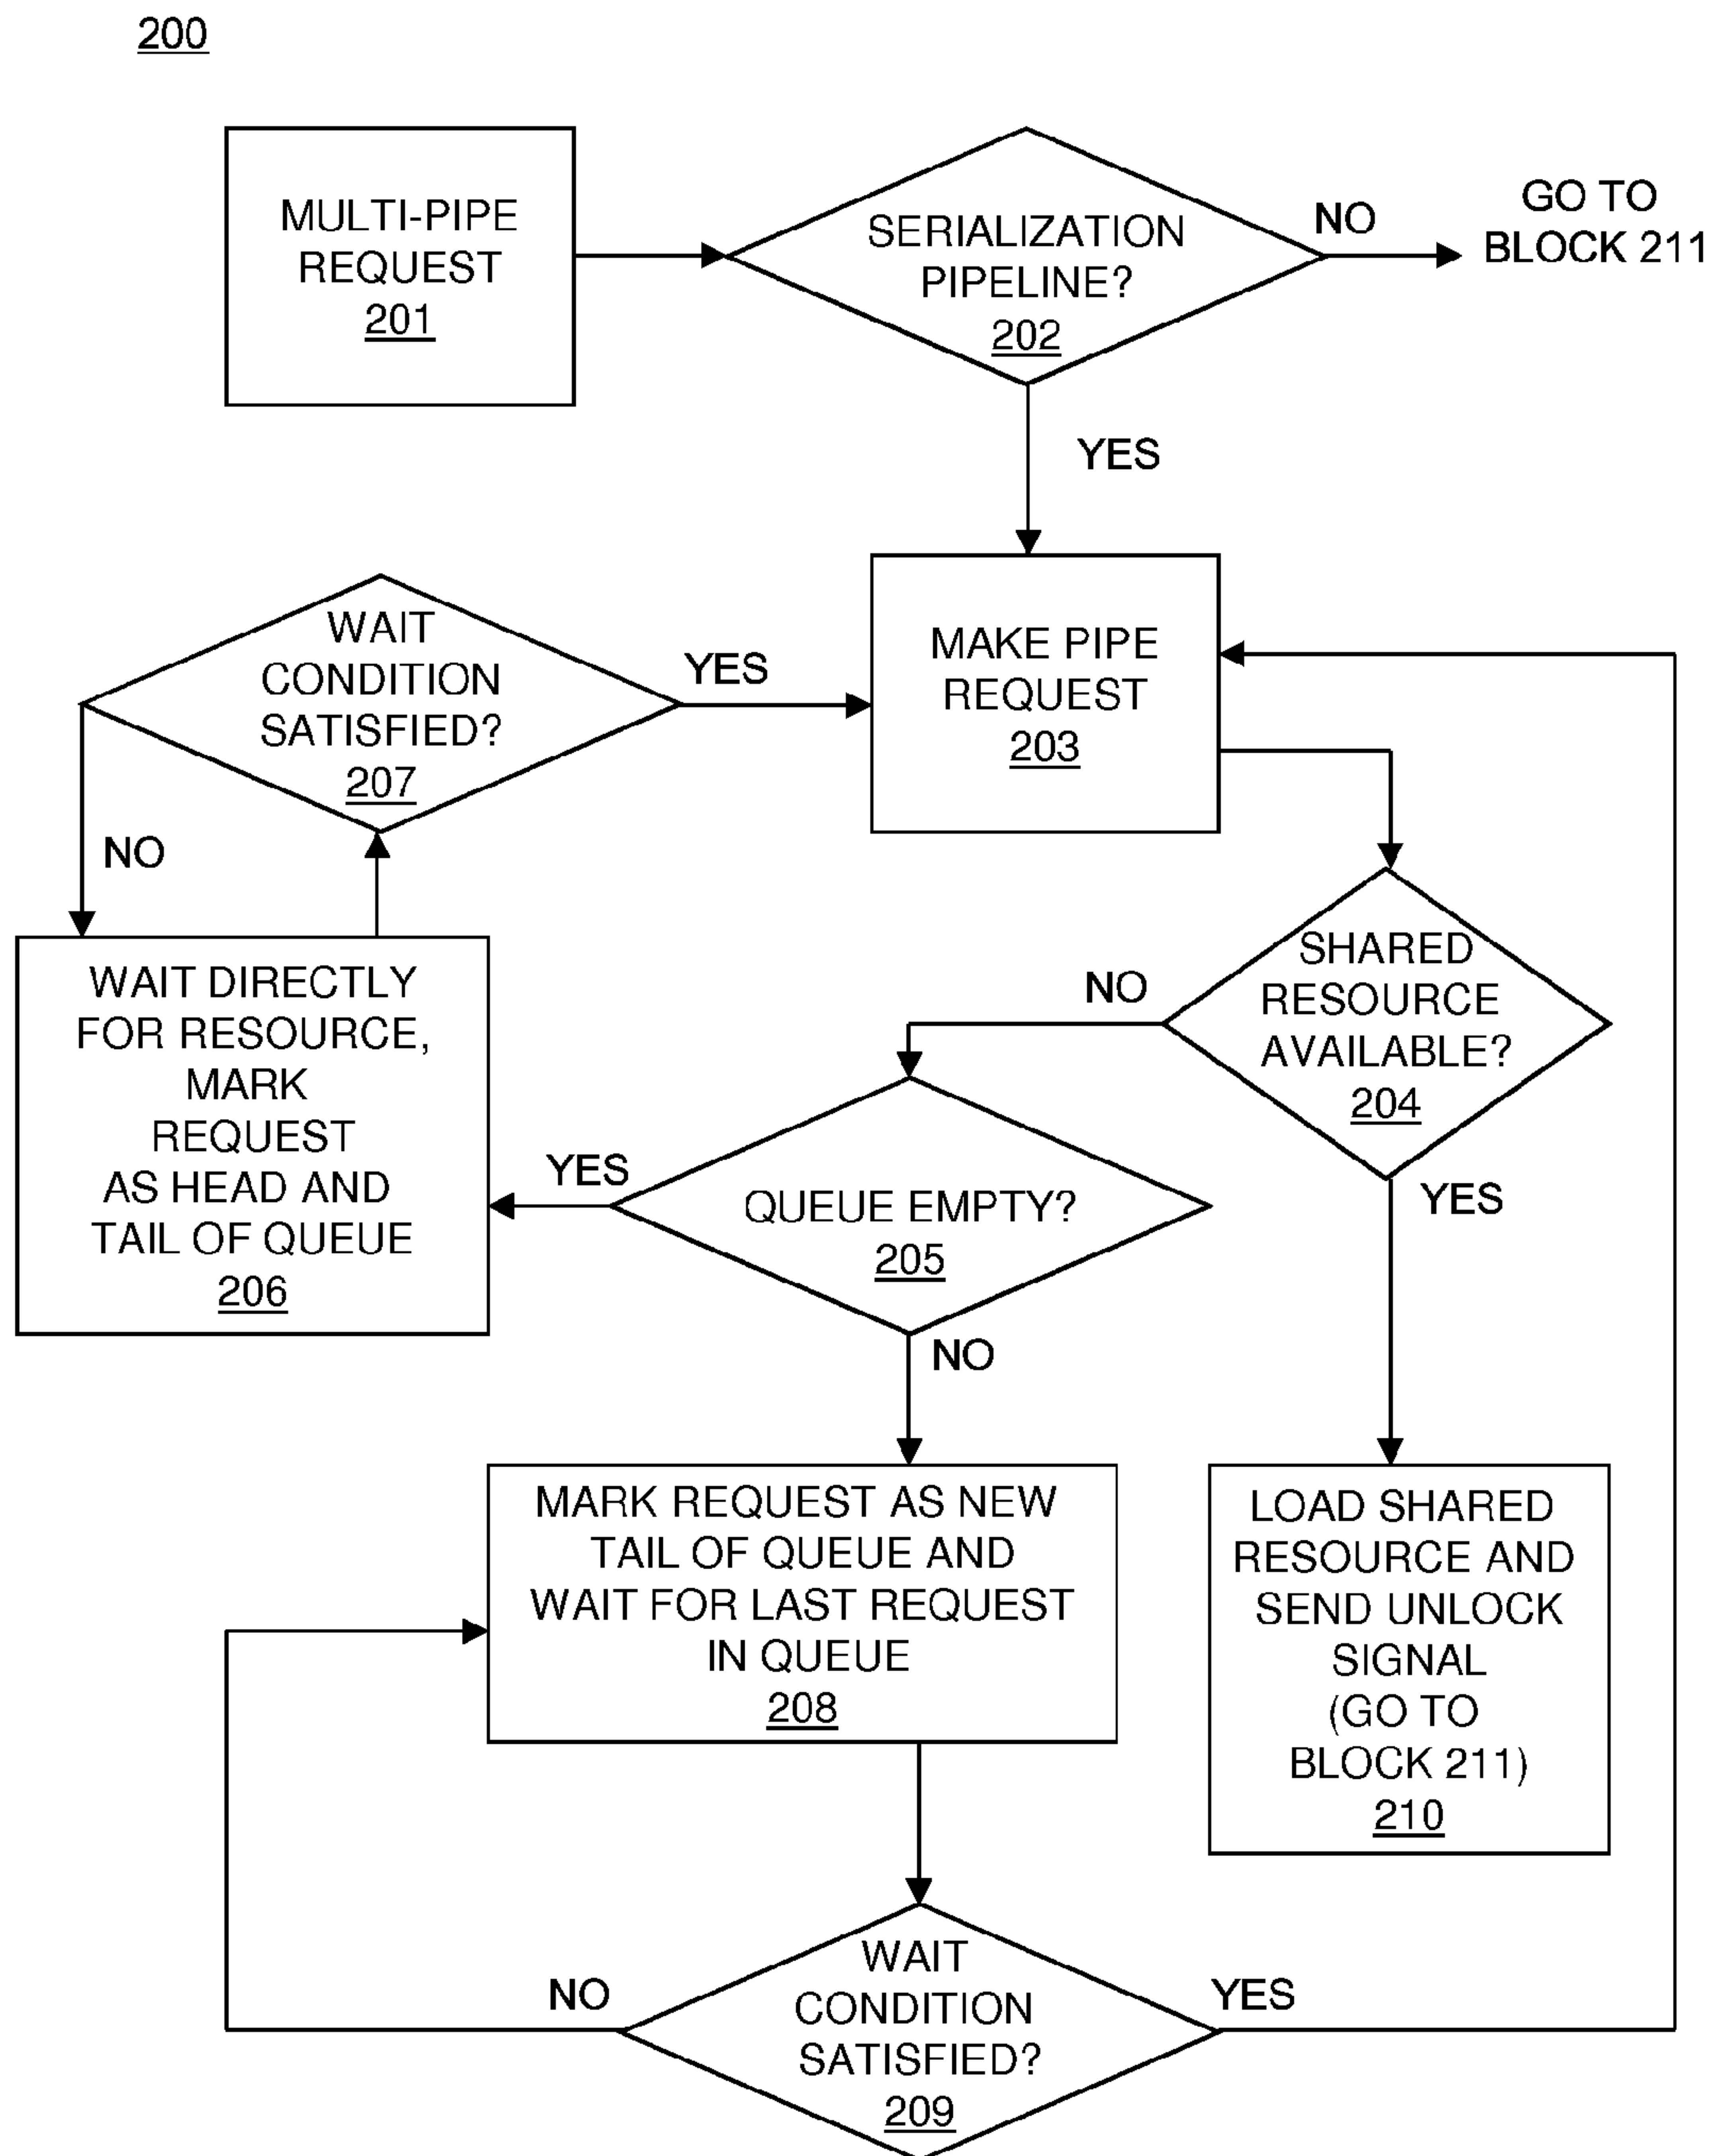 200
MULTI-PIPE
REQUEST
201
SERIALIZATION
PIPELINE?
202
NO
GO TO
BLOCK 211
YES
WAIT
CONDITION
SATISFIED?
207
YES
NO
MAKE PIPE
REQUEST
203
SHARED
RESOURCE
AVAILABLE?
204
NO
YES
WAIT DIRECTLY
FOR RESOURCE,
MARK
REQUEST
AS HEAD AND
TAIL OF QUEUE
206
YES
QUEUE EMPTY?
205
NO
MARK REQUEST AS NEW
TAIL OF QUEUE AND
WAIT FOR LAST REQUEST
IN QUEUE
208
LOAD SHARED
RESOURCE AND
SEND UNLOCK
SIGNAL
(GO TO
BLOCK 211)
210
NO
WAIT
CONDITION
SATISFIED?
209
YES